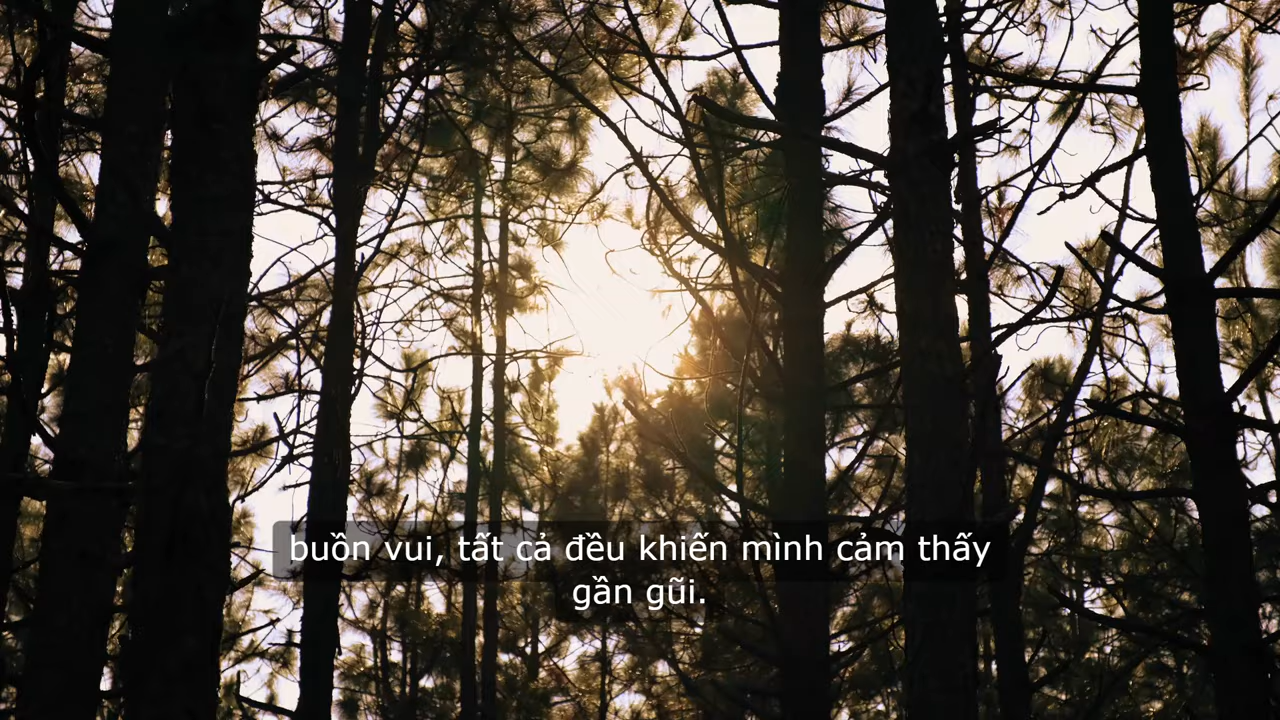 buồn vui, tất cả đều khiến mình cảm thấy
gần gũi.